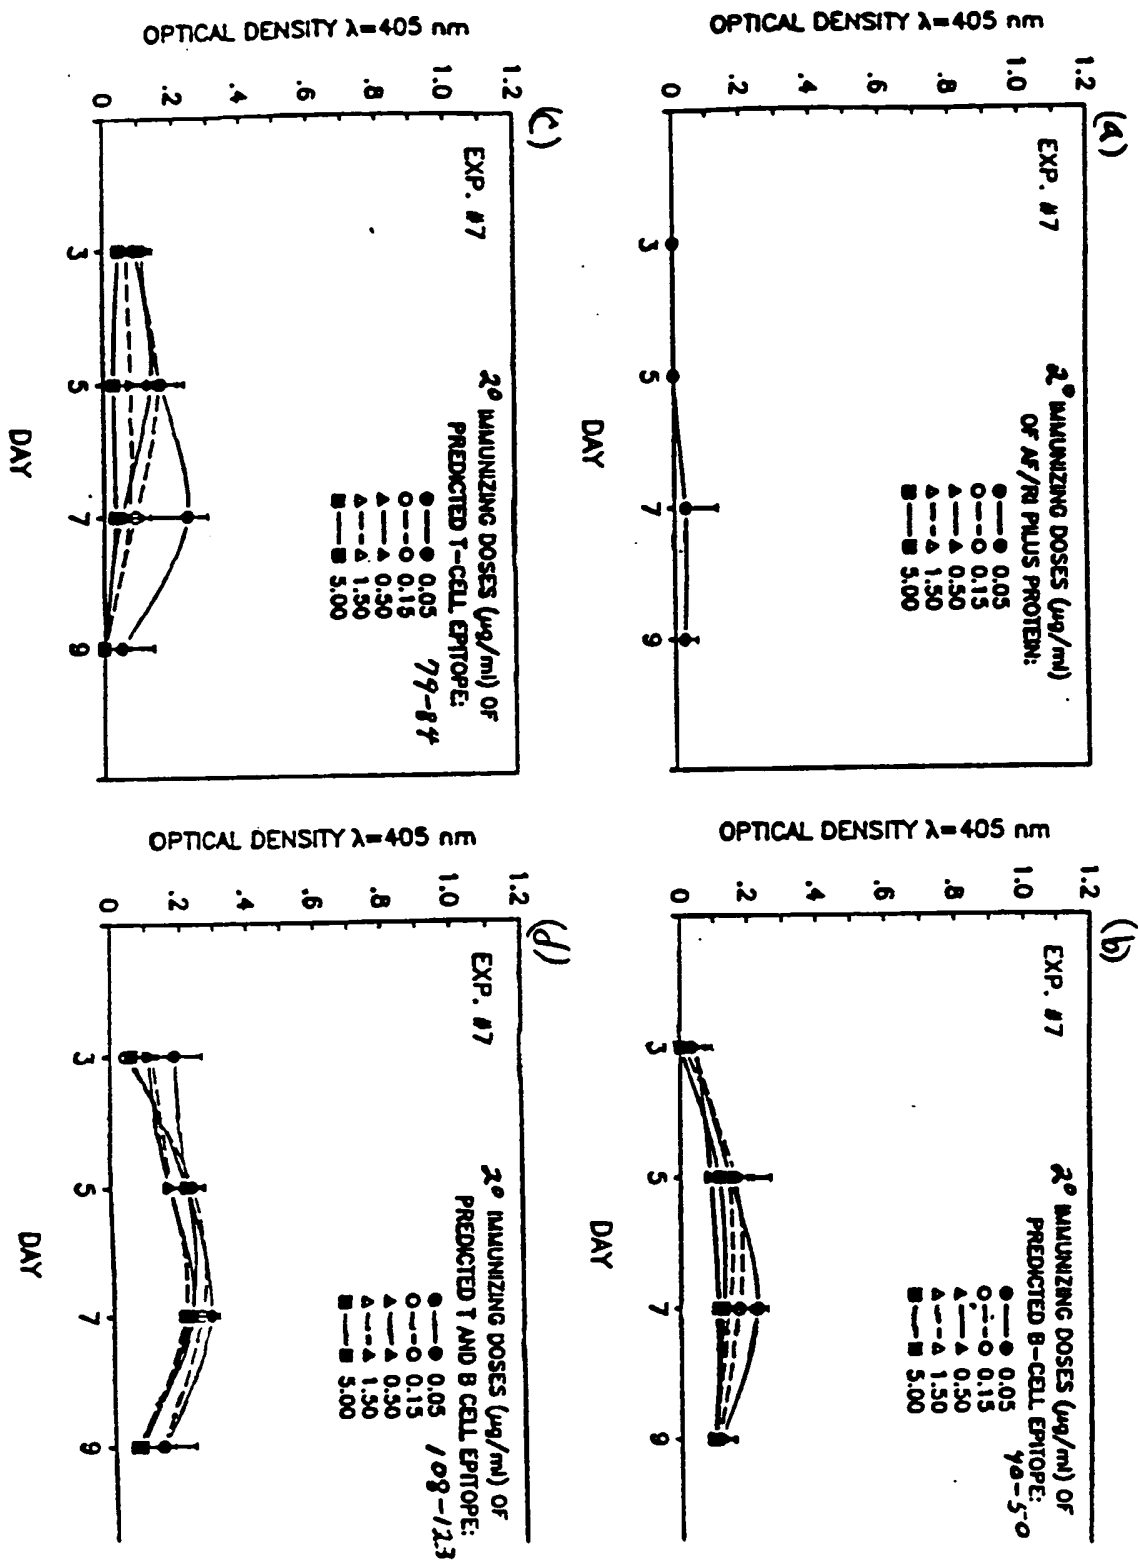 (a)
EXP. #7
2° IMMUNIZING DOSES (µg/ml)
OF AF/RI PILUS PROTEIN:
0.05
0.15
0.50
1.50
5.00
OPTICAL DENSITY λ=405 nm
1.2
1.0
.8
.6
.4
.2
0
3 5 7 9
DAY
(b)
EXP. #7
2° IMMUNIZING DOSES (µg/ml) OF
PREDICTED B-CELL EPITOPE:
40-50
0.05
0.15
0.50
1.50
5.00
OPTICAL DENSITY λ=405 nm
1.2
1.0
.8
.6
.4
.2
0
3 5 7 9
DAY
(c)
EXP. #7
2° IMMUNIZING DOSES (µg/ml) OF
PREDICTED T-CELL EPITOPE:
79-84
0.05
0.15
0.50
1.50
5.00
OPTICAL DENSITY λ=405 nm
1.2
1.0
.8
.6
.4
.2
0
3 5 7 9
DAY
(d)
EXP. #7
2° IMMUNIZING DOSES (µg/ml) OF
PREDICTED T AND B CELL EPITOPE:
108-123
0.05
0.15
0.50
1.50
5.00
OPTICAL DENSITY λ=405 nm
1.2
1.0
.8
.6
.4
.2
0
3 5 7 9
DAY